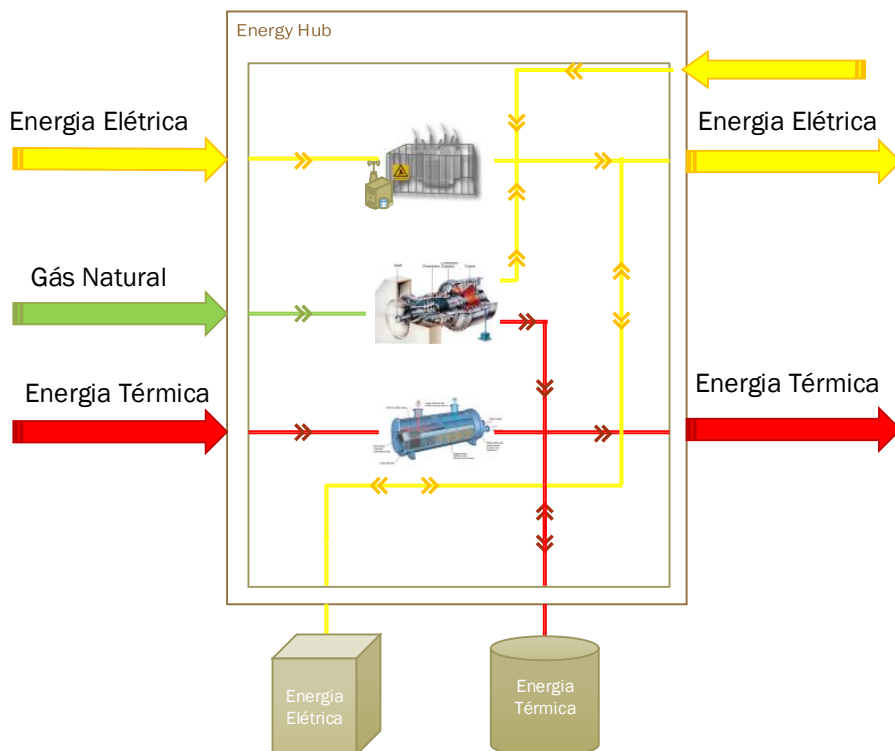 Energy Hub
Energia Elétrica
Energia Elétrica
Gás Natural
Energia Térmica
Energia Térmica
Energia
Elétrica
Energia
Térmica